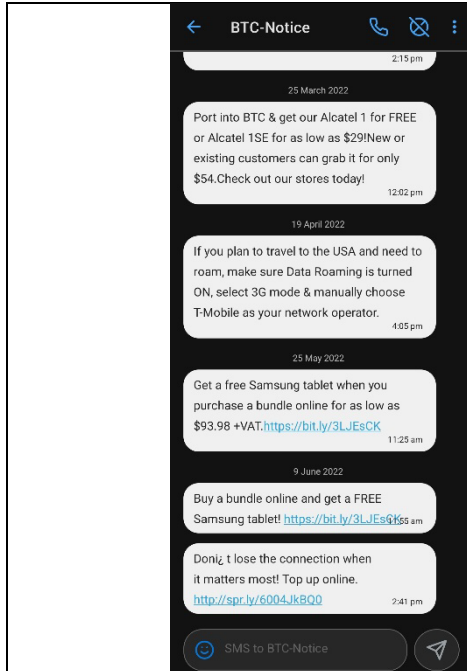 BTC-Notice
2:15 pm
25 March 2022
Port into BTC & get our Alcatel 1 for FREE
or Alcatel 1SE for as low as $29!New or
existing customers can grab it for only
$54.Check out our stores today!
12:02 pm
19 April 2022
If you plan to travel to the USA and need to
roam, make sure Data Roaming is turned
ON, select 3G mode & manually choose
T-Mobile as your network operator.
4:05 pm
25 May 2022
Get a free Samsung tablet when you
purchase a bundle online for as low as
$93.98 +VAT.https://bit.ly/3LJEsCK
11:25 am
9 June 2022
Buy a bundle online and get a FREE
Samsung tablet! https://bit.ly/3LJEsCK
11:55 am
Doni¿ t lose the connection when
it matters most! Top up online.
http://spr.ly/6004JkBQ0
2:41 pm
SMS to BTC-Notice